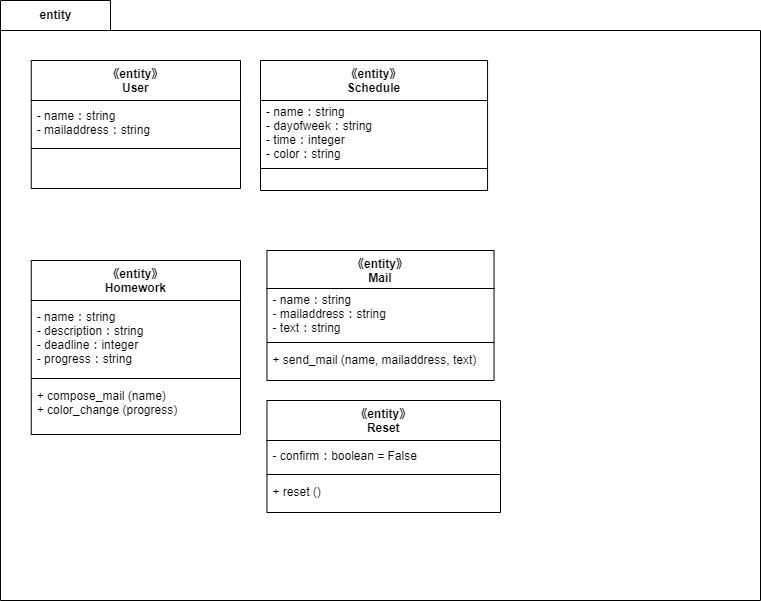 entity
《entity》
User
- name：string
- mailaddress：string
《entity》
Schedule
- name：string
- dayofweek：string
- time：integer
- color：string
《entity》
Homework
- name：string
- description：string
- deadline：integer
- progress：string
+ compose_mail (name)
+ color_change (progress)
《entity》
Mail
- name：string
- mailaddress：string
- text：string
+ send_mail (name, mailaddress, text)
《entity》
Reset
- confirm：boolean = False
+ reset ()